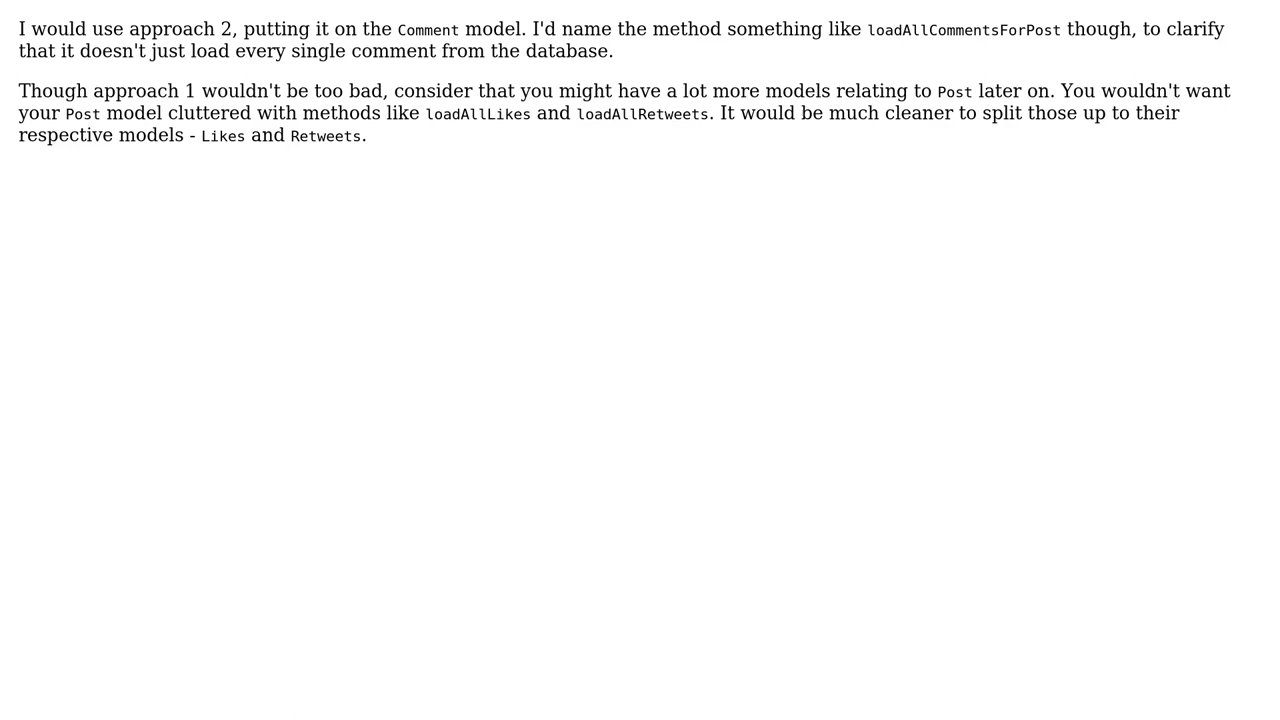 I would use approach 2, putting it on the Comment model. I'd name the method something like loadAllCommentsForPost though, to clarify
that it doesn't just load every single comment from the database.
Though approach 1 wouldn't be too bad, consider that you might have a lot more models relating to Post later on. You wouldn't want
your Post model cluttered with methods like loadAllLikes and loadAllRetweets. It would be much cleaner to split those up to their
respective models - Likes and Retweets.